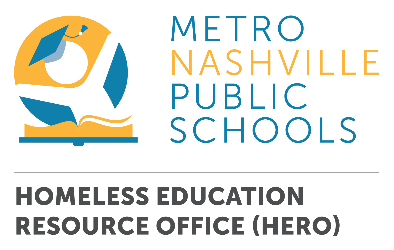 METRO
NASHVILLE
PUBLIC
SCHOOLS
HOMELESS EDUCATION
RESOURCE OFFICE (HERO)